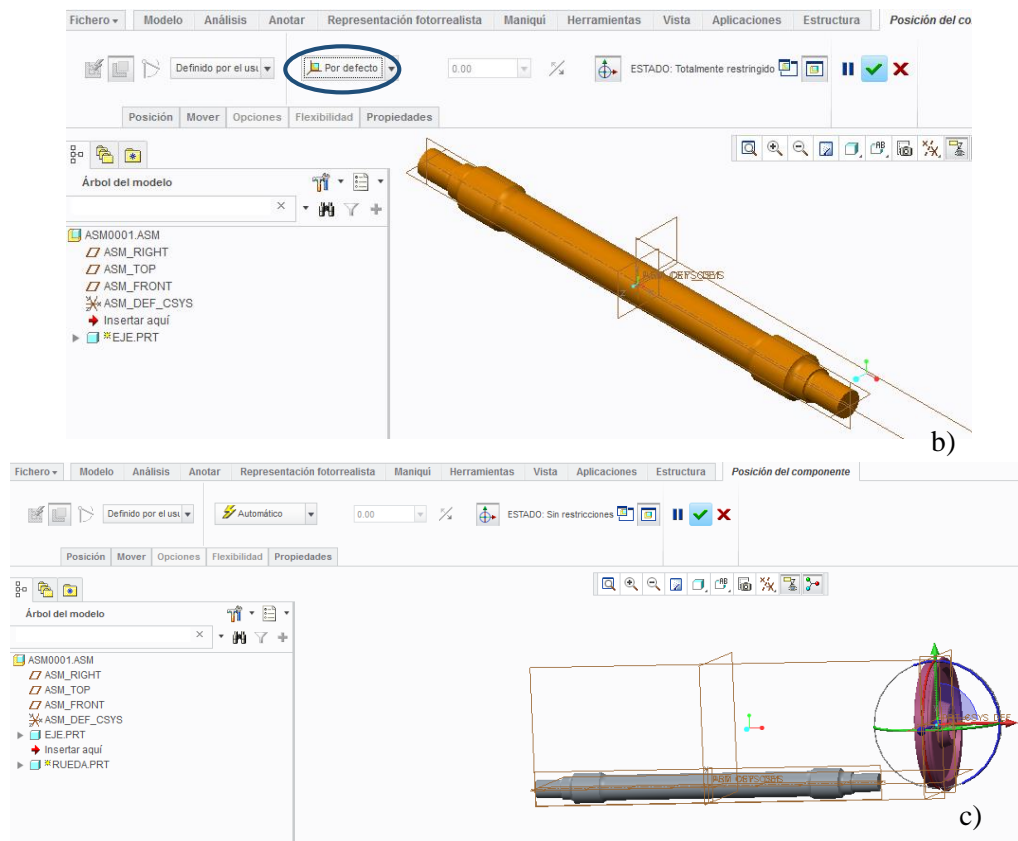 Fichero Modelo Análisis Anotar Representación fotorrealista Maniquí Herramientas Vista Aplicaciones Estructura Posición del co
Definido por el usu Por defecto 0.00 ESTADO: Totalmente restringido
Posición Mover Opciones Flexibilidad Propiedades
Árbol del modelo
ASM0001.ASM
ASM_RIGHT
ASM_TOP
ASM_FRONT
ASM_DEF_CSYS
Insertar aquí
EJE.PRT
b)
Fichero Modelo Análisis Anotar Representación fotorrealista Maniquí Herramientas Vista Aplicaciones Estructura Posición del componente
Definido por el usu Automático 0.00 ESTADO: Sin restricciones
Posición Mover Opciones Flexibilidad Propiedades
Árbol del modelo
ASM0001.ASM
ASM_RIGHT
ASM_TOP
ASM_FRONT
ASM_DEF_CSYS
EJE.PRT
Insertar aquí
RUEDA.PRT
c)